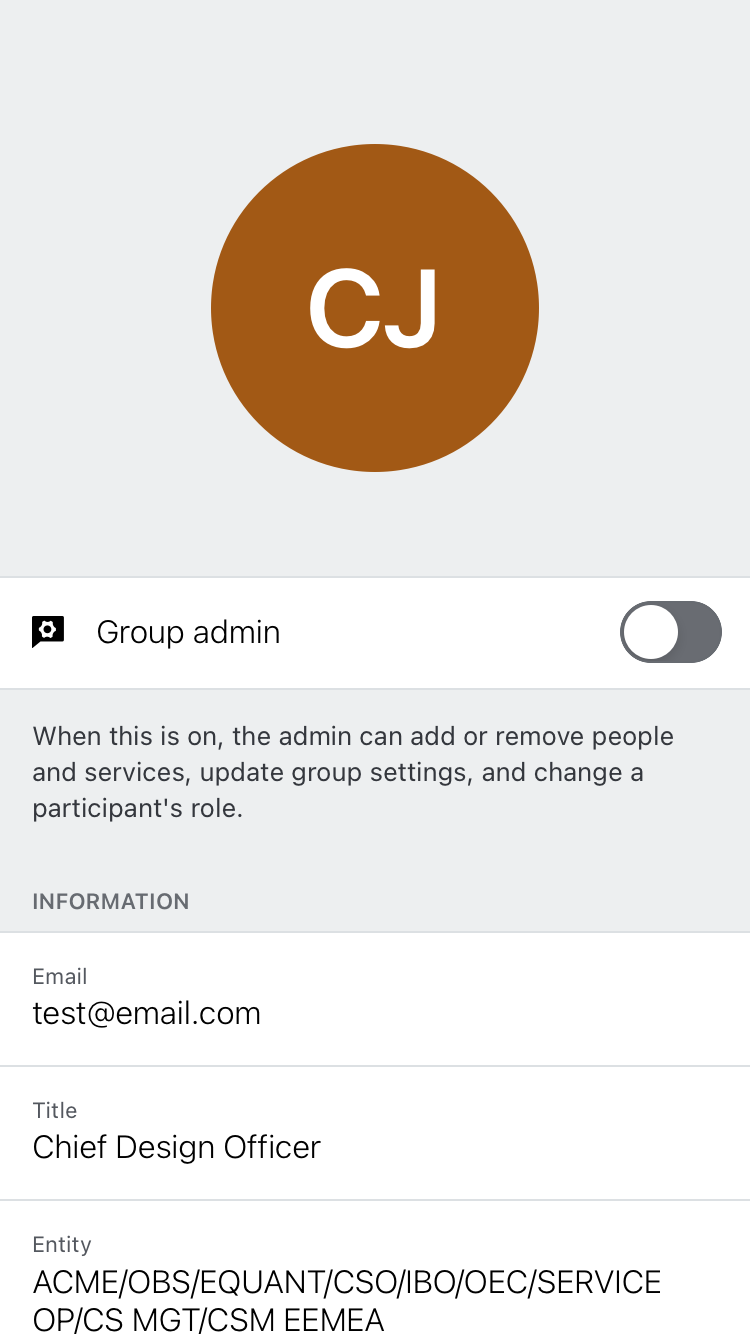 CJ
Group admin
When this is on, the admin can add or remove people
and services, update group settings, and change a
participant's role.
INFORMATION
Email
test@email.com
Title
Chief Design Officer
Entity
ACME/OBS/EQUANT/CSO/IBO/OEC/SERVICE
OP/CS MGT/CSM EEMEA